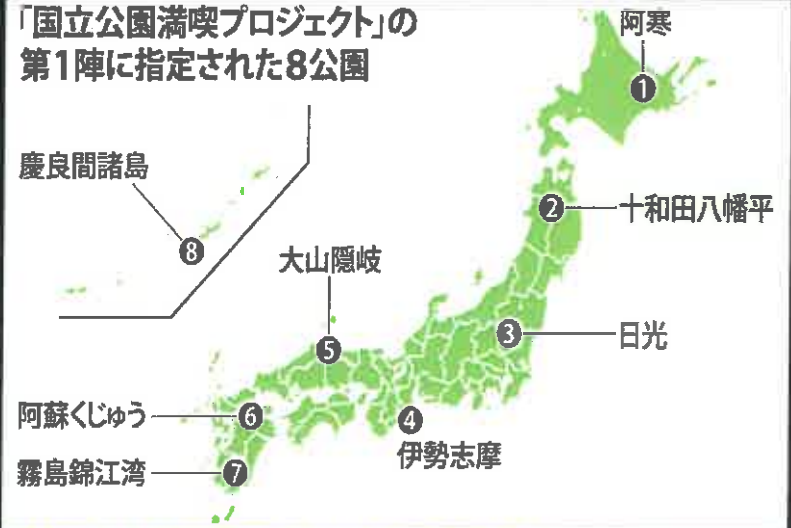 「国立公園満喫プロジェクト」の
第1陣に指定された8公園
阿寒
1
慶良間諸島
8
2
十和田八幡平
大山隠岐
5
3
日光
阿蘇くじゅう
6
4
伊勢志摩
霧島錦江湾
7